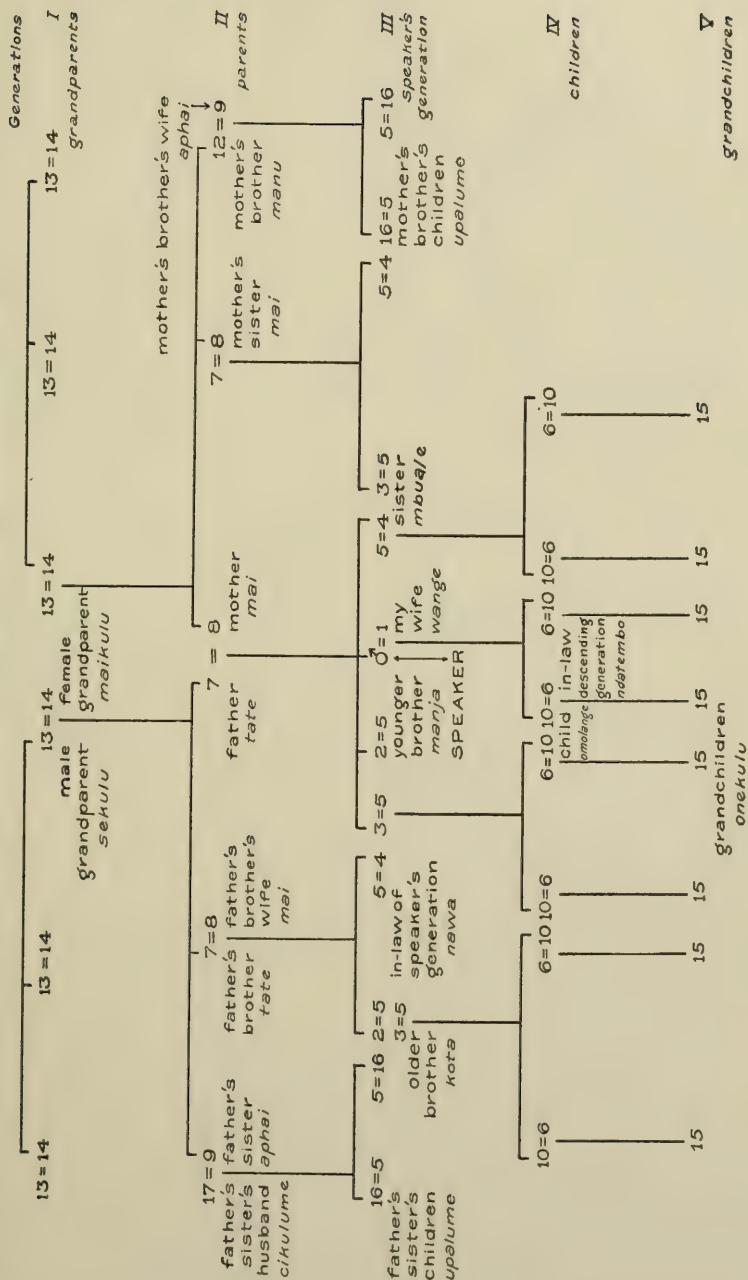 Generations
13=14 13=14 13=14 13=14 13=14 13=14 I
male grandparent sekulu
female grandparent maikulu
grandparents
mother's brother's wife
aphai
17=9 7=8 7 = 8 7=8 12=9 II
father's sister's husband
cikulume
father's sister
aphai
father's brother
tate
father's brother's wife
mai
father
tate
mother
mai
mother's sister
mai
mother's brother
manu
parents
16=5 5=16 2=5 5=4 3=5 2=5 ♂=1 5=4 3=5 5=4 16=5 5=16 III
3=5
father's sister's children
upalume
older brother
kota
in-law of speaker's generation
nawa
younger brother
manja
SPEAKER
my wife
wange
sister
mbuale
mother's brother's children
upalume
speaker's generation
10=6 6=10 10=6 6=10 10=6 6=10 10=6 6=10 IV
child
omolange
in-law descending generation
ndatembo
children
15 15 15 15 15 15 15 15 V
grandchildren
onekulu
grandchildren